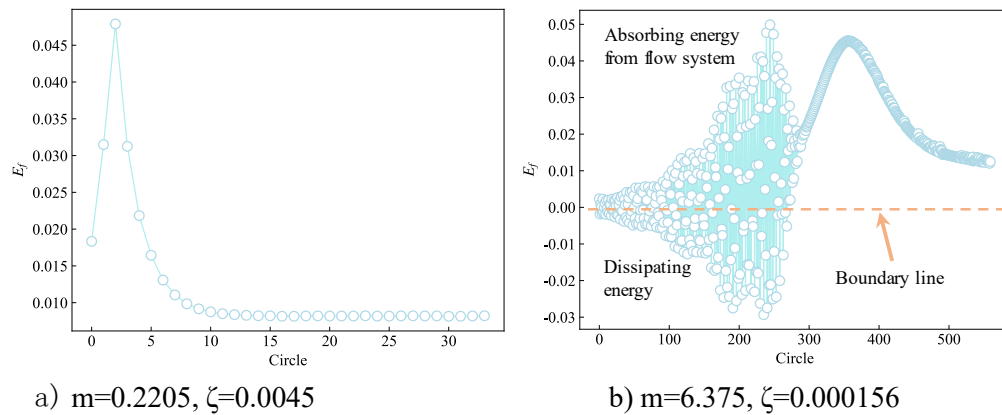 0.045
0.040
0.035
0.030
0.025
0.020
0.015
0.010
E_f
0
5
10
15
20
25
30
Circle
a) m=0.2205, ζ=0.0045
0.05
0.04
0.03
0.02
0.01
0.00
-0.01
-0.02
-0.03
E_f
Absorbing energy
from flow system
Dissipating
energy
Boundary line
0
100
200
300
400
500
Circle
b) m=6.375, ζ=0.000156